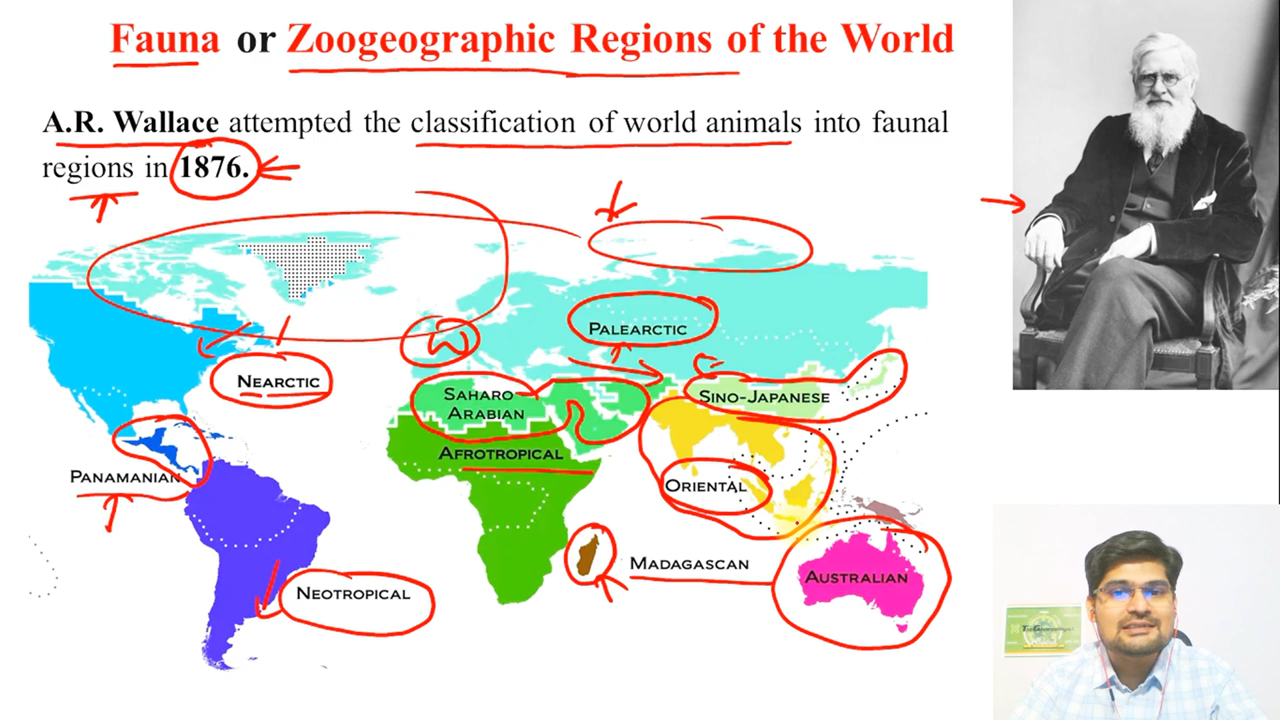 Fauna or Zoogeographic Regions of the World
A.R. Wallace attempted the classification of world animals into faunal
regions in 1876.
PALEARCTIC
NEARCTIC
SAHARO
ARABIAN
SINO-JAPANESE
AFROTROPICAL
PANAMANIAN
ORIENTAL
MADAGASCAN
AUSTRALIAN
NEOTROPICAL